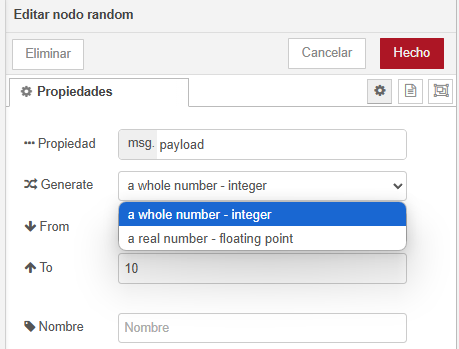 Editar nodo random
Eliminar
Cancelar
Hecho
Propiedades
Propiedad
msg. payload
Generate
a whole number - integer
a whole number - integer
a real number - floating point
From
To
10
Nombre
Nombre